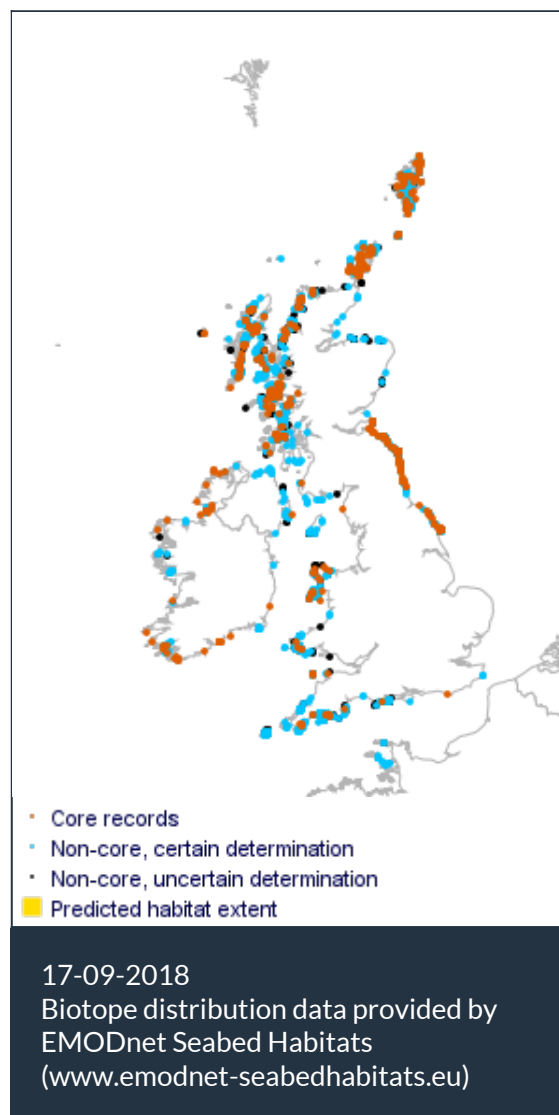 Core records
Non-core, certain determination
Non-core, uncertain determination
Predicted habitat extent
17-09-2018
Biotope distribution data provided by
EMODnet Seabed Habitats
(www.emodnet-seabedhabitats.eu)